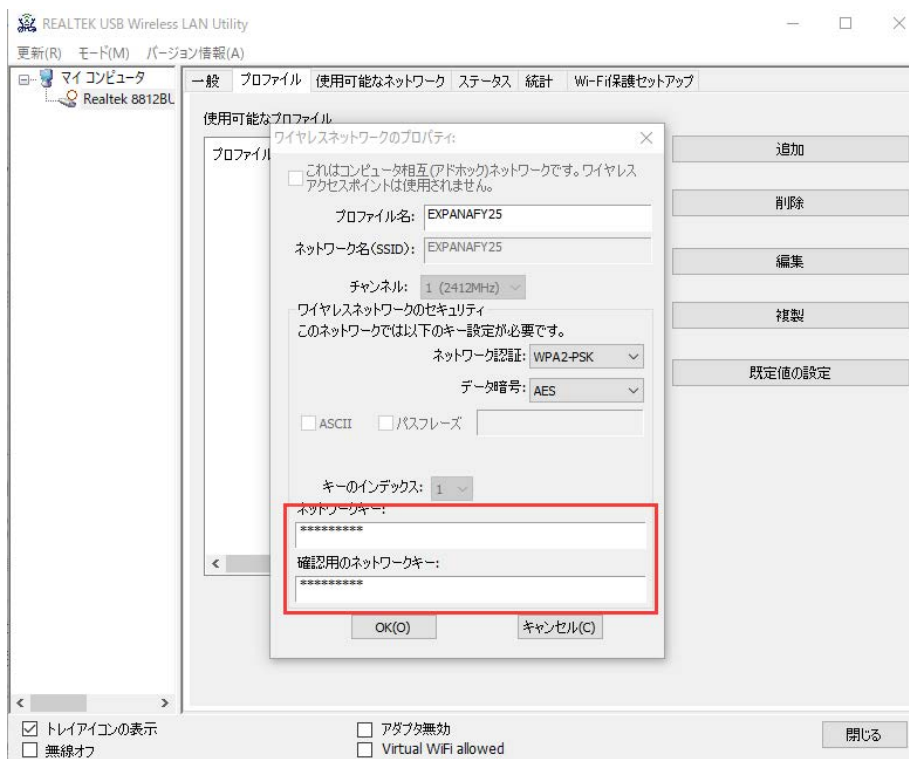 REALTEK USB Wireless LAN Utility
更新(R) モード(M) バージョン情報(A)
マイ コンピュータ
Realtek 8812BU
一般 プロファイル 使用可能なネットワーク ステータス 統計 Wi-Fi保護セットアップ
使用可能なプロファイル
プロファイル
ワイヤレスネットワークのプロパティ:
これはコンピュータ相互(アドホック)ネットワークです。ワイヤレス
アクセスポイントは使用されません。
プロファイル名: EXPANAFY25
ネットワーク名(SSID): EXPANAFY25
チャンネル: 1 (2412MHz)
ワイヤレスネットワークのセキュリティ
このネットワークでは以下のキー設定が必要です。
ネットワーク認証: WPA2-PSK
データ暗号: AES
ASCII パスフレーズ
キーのインデックス: 1
ネットワークキー:
*********
確認用のネットワークキー:
*********
OK(O) キャンセル(C)
追加
削除
編集
複製
既定値の設定
トレイアイコンの表示
無線オフ
アダプタ無効
Virtual WiFi allowed
閉じる